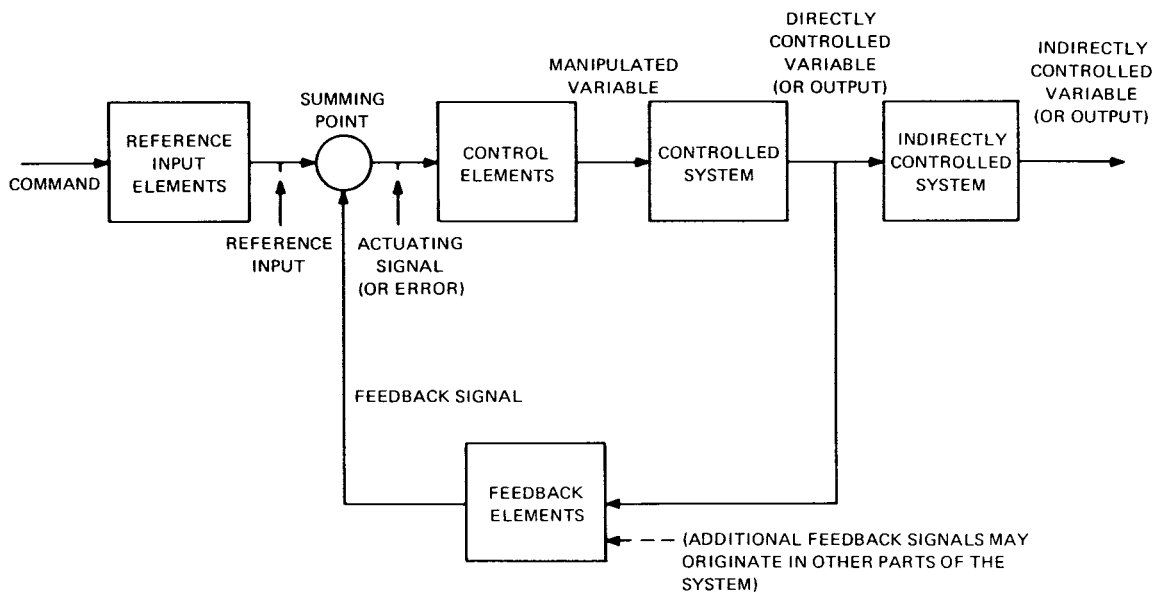 COMMAND
REFERENCE
INPUT
ELEMENTS
SUMMING
POINT
REFERENCE
INPUT
ACTUATING
SIGNAL
(OR ERROR)
CONTROL
ELEMENTS
MANIPULATED
VARIABLE
CONTROLLED
SYSTEM
DIRECTLY
CONTROLLED
VARIABLE
(OR OUTPUT)
INDIRECTLY
CONTROLLED
SYSTEM
INDIRECTLY
CONTROLLED
VARIABLE
(OR OUTPUT)
FEEDBACK SIGNAL
FEEDBACK
ELEMENTS
(ADDITIONAL FEEDBACK SIGNALS MAY
ORIGINATE IN OTHER PARTS OF THE
SYSTEM)